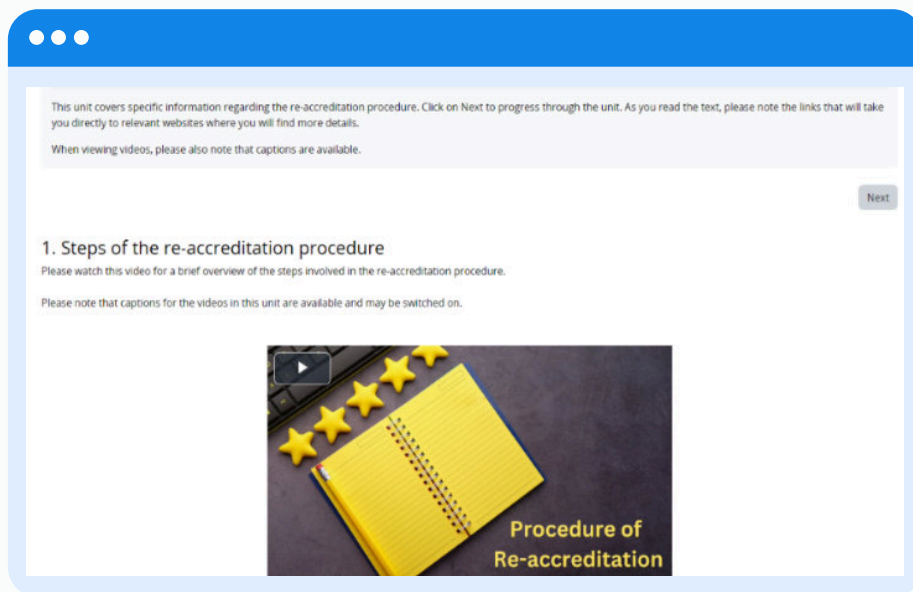 This unit covers specific information regarding the re-accreditation procedure. Click on Next to progress through the unit. As you read the text, please note the links that will take
you directly to relevant websites where you will find more details.
When viewing videos, please also note that captions are available.
Next
1. Steps of the re-accreditation procedure
Please watch this video for a brief overview of the steps involved in the re-accreditation procedure.
Please note that captions for the videos in this unit are available and may be switched on.
Procedure of
Re-accreditation